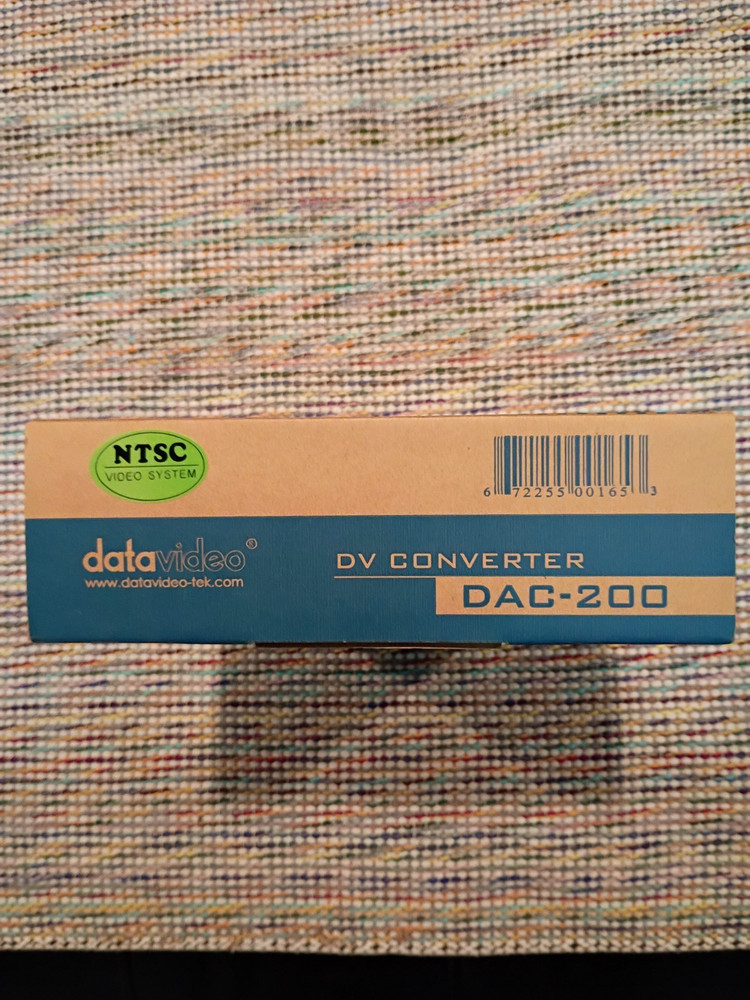 NTSC
VIDEO SYSTEM
6 72255 00165 3
datavideo®
www.datavideo-tek.com
DV CONVERTER
DAC-200